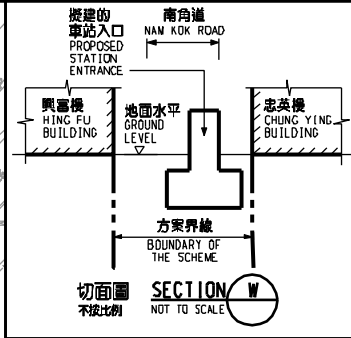 擬建的
車站入口
PROPOSED
STATION
ENTRANCE
南角道
NAM KOK ROAD
興富樓
HING FU
BUILDING
地面水平
GROUND
LEVEL
忠英樓
CHUNG YING
BUILDING
方案界線
BOUNDARY OF
THE SCHEME
切面圖
不按比例
SECTION W
NOT TO SCALE